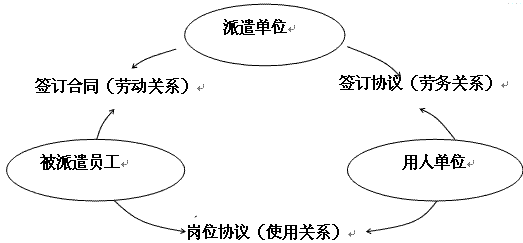 派遣单位
签订合同（劳动关系）
签订协议（劳务关系）
被派遣员工
用人单位
岗位协议（使用关系）